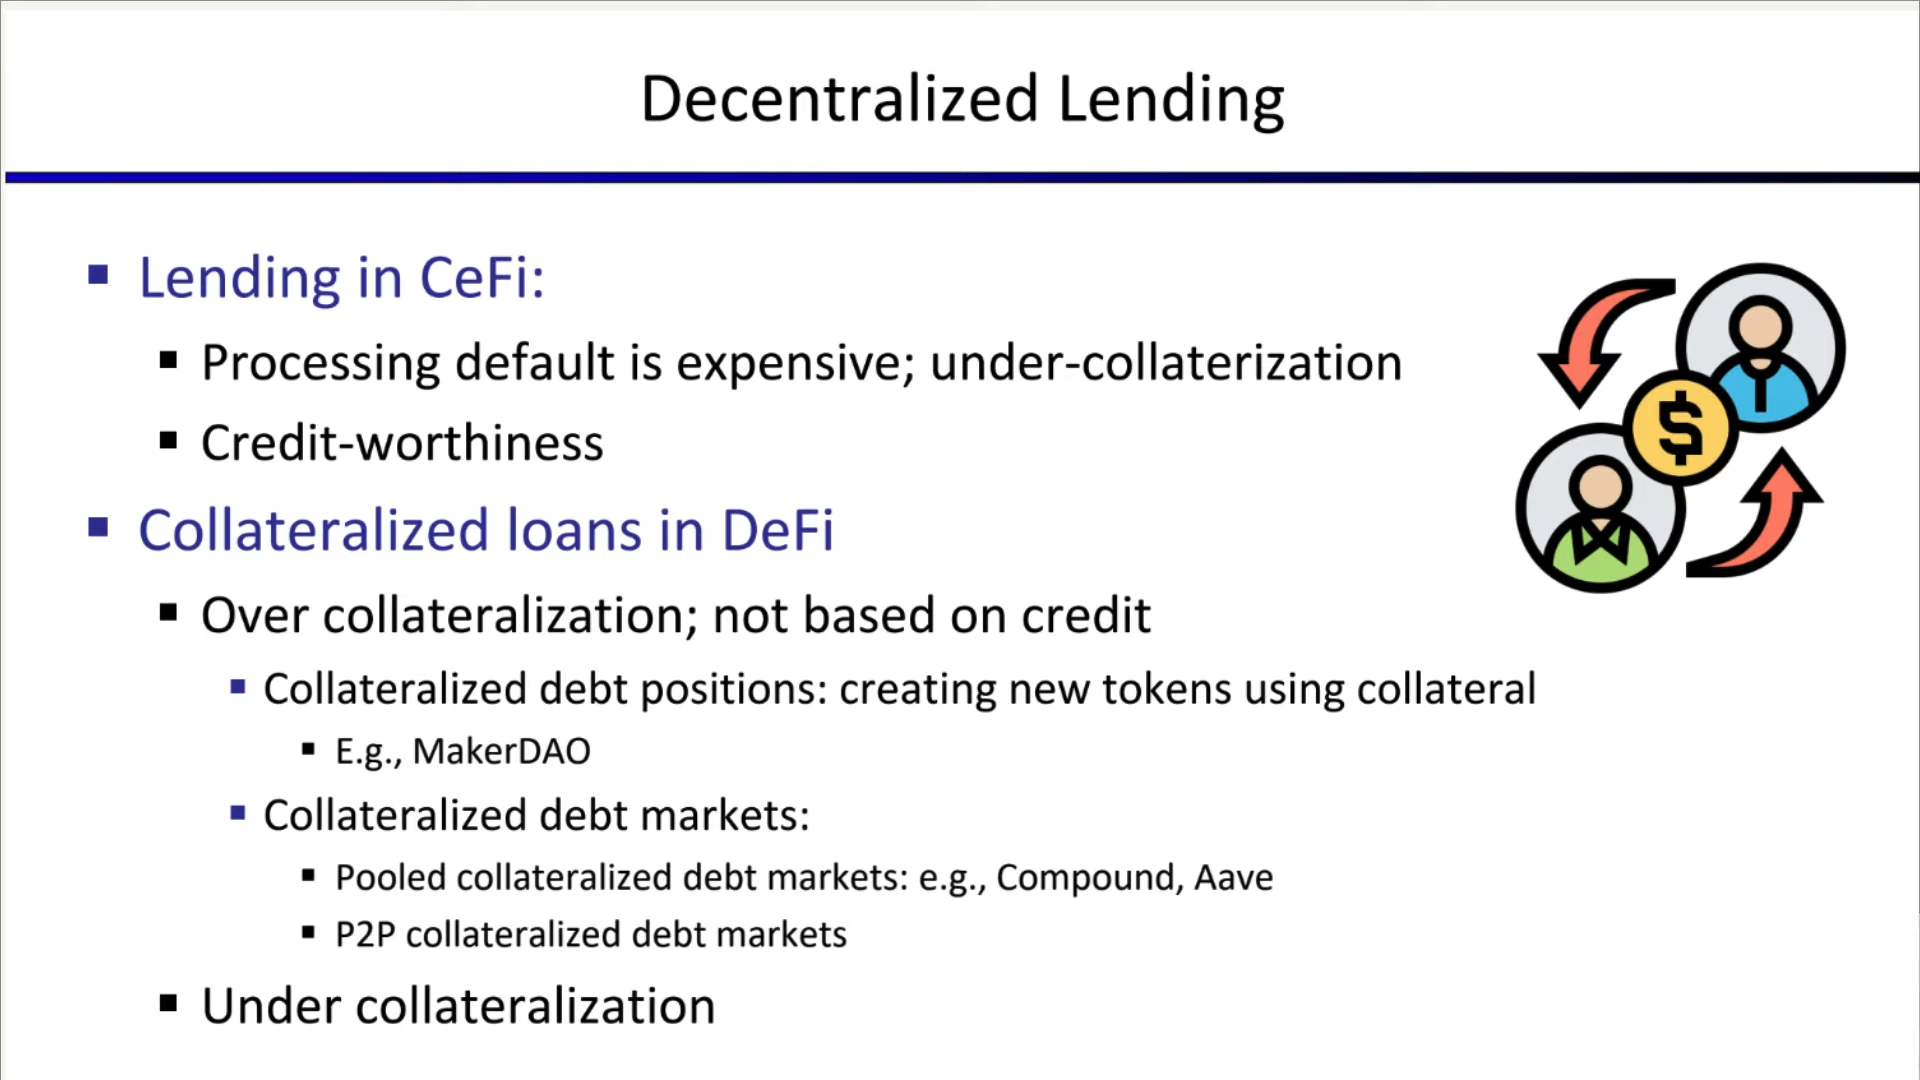 Decentralized Lending
Lending in CeFi:
Processing default is expensive; under-collaterization
Credit-worthiness
Collateralized loans in DeFi
Over collateralization; not based on credit
Collateralized debt positions: creating new tokens using collateral
E.g., MakerDAO
Collateralized debt markets:
Pooled collateralized debt markets: e.g., Compound, Aave
P2P collateralized debt markets
Under collateralization
$